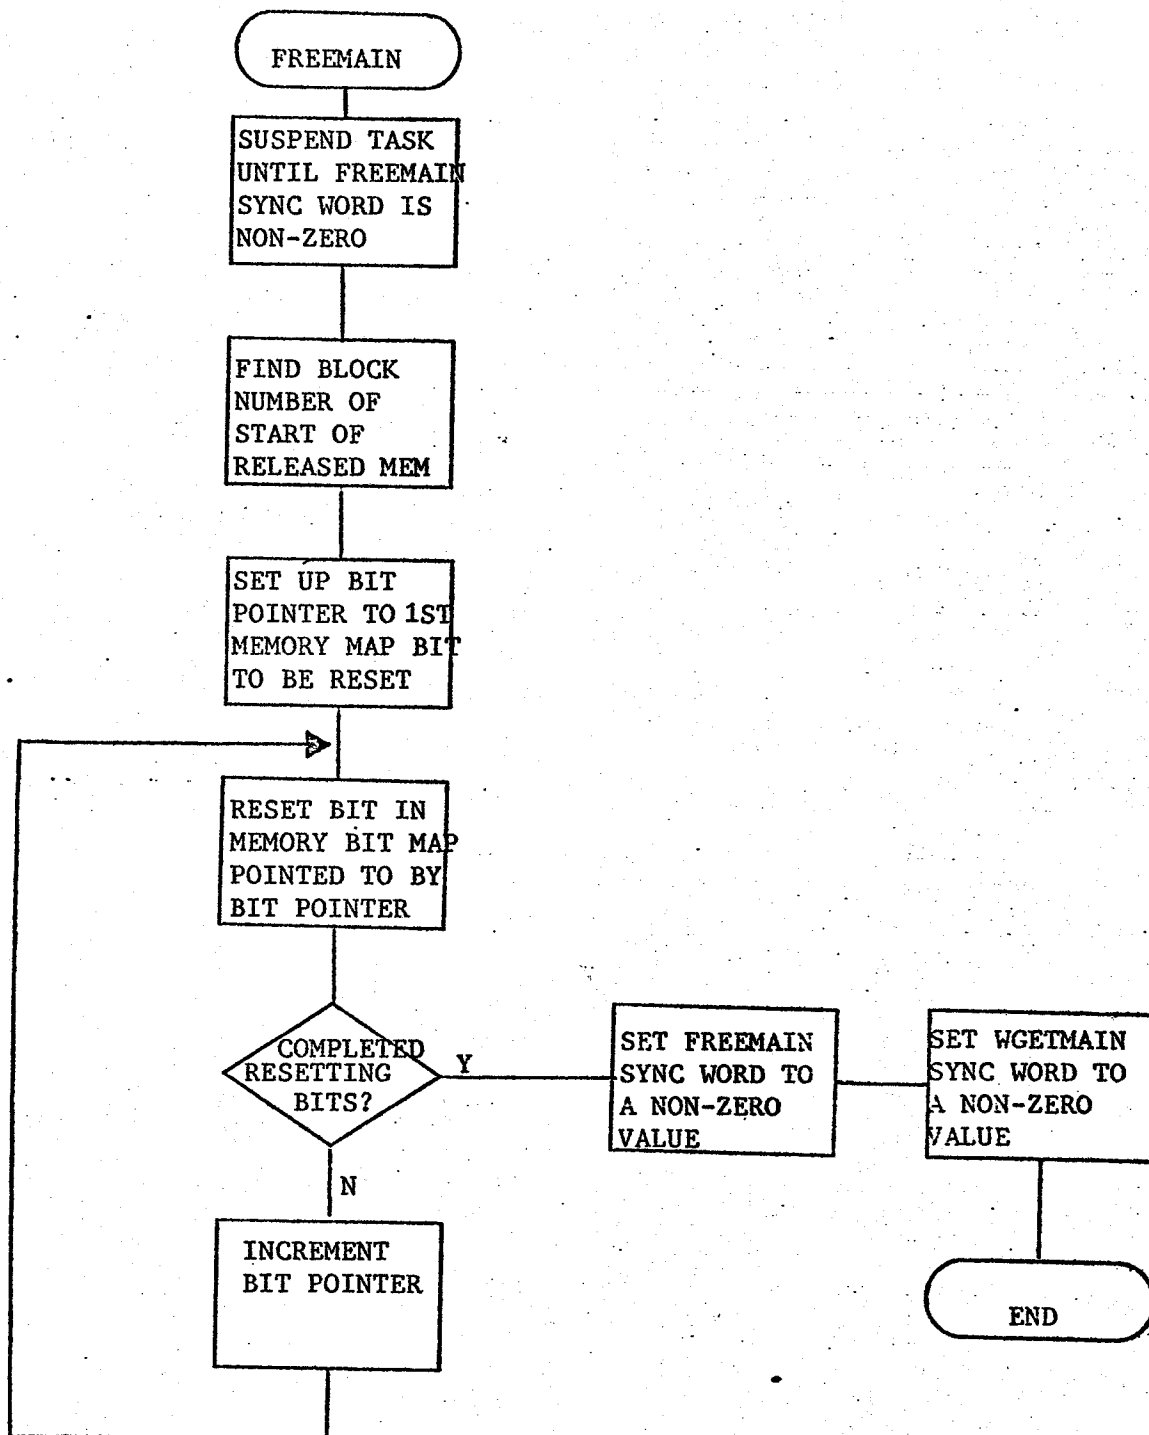 FREEMAIN
SUSPEND TASK
UNTIL FREEMAIN
SYNC WORD IS
NON-ZERO
FIND BLOCK
NUMBER OF
START OF
RELEASED MEM
SET UP BIT
POINTER TO 1ST
MEMORY MAP BIT
TO BE RESET
RESET BIT IN
MEMORY BIT MAP
POINTED TO BY
BIT POINTER
COMPLETED
RESETTING
BITS?
Y
SET FREEMAIN
SYNC WORD TO
A NON-ZERO
VALUE
SET WGETMAIN
SYNC WORD TO
A NON-ZERO
VALUE
N
INCREMENT
BIT POINTER
END